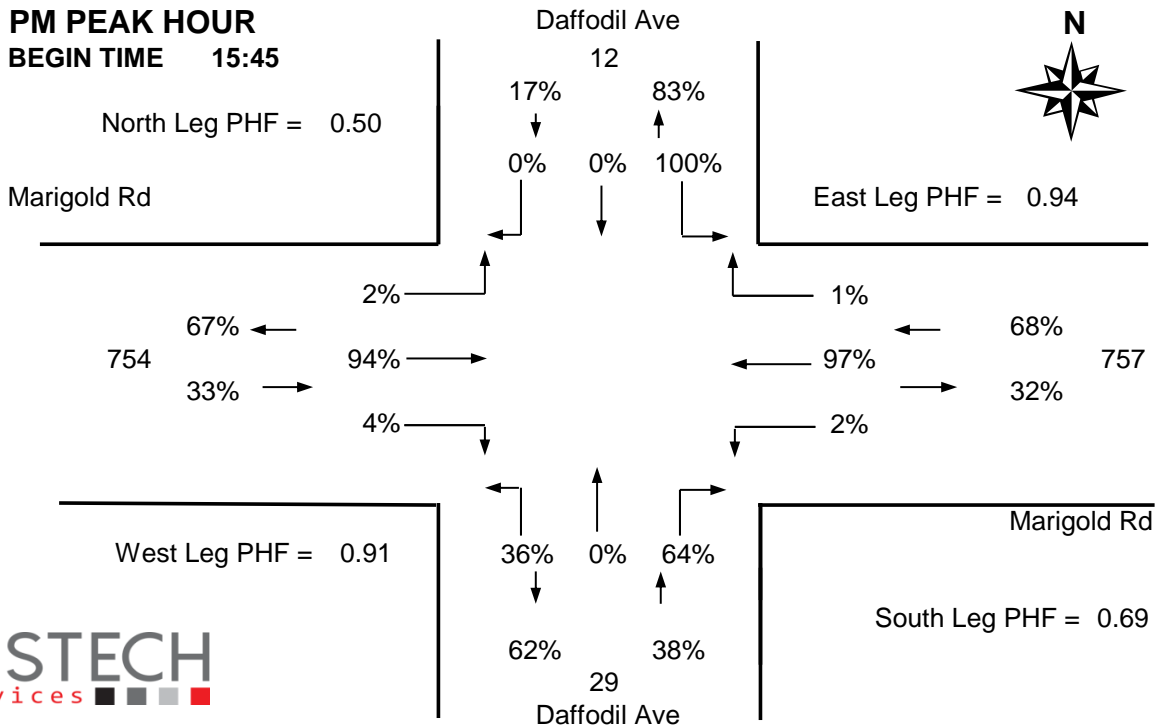 PM PEAK HOUR
BEGIN TIME 15:45
Daffodil Ave
12
N
17% 83%
North Leg PHF = 0.50
0% 0% 100%
Marigold Rd
East Leg PHF = 0.94
2% 1%
67% 68%
754 94% 97% 757
33% 32%
4% 2%
Marigold Rd
West Leg PHF = 0.91
36% 0% 64%
South Leg PHF = 0.69
62% 38%
29
Daffodil Ave
STECH
vices